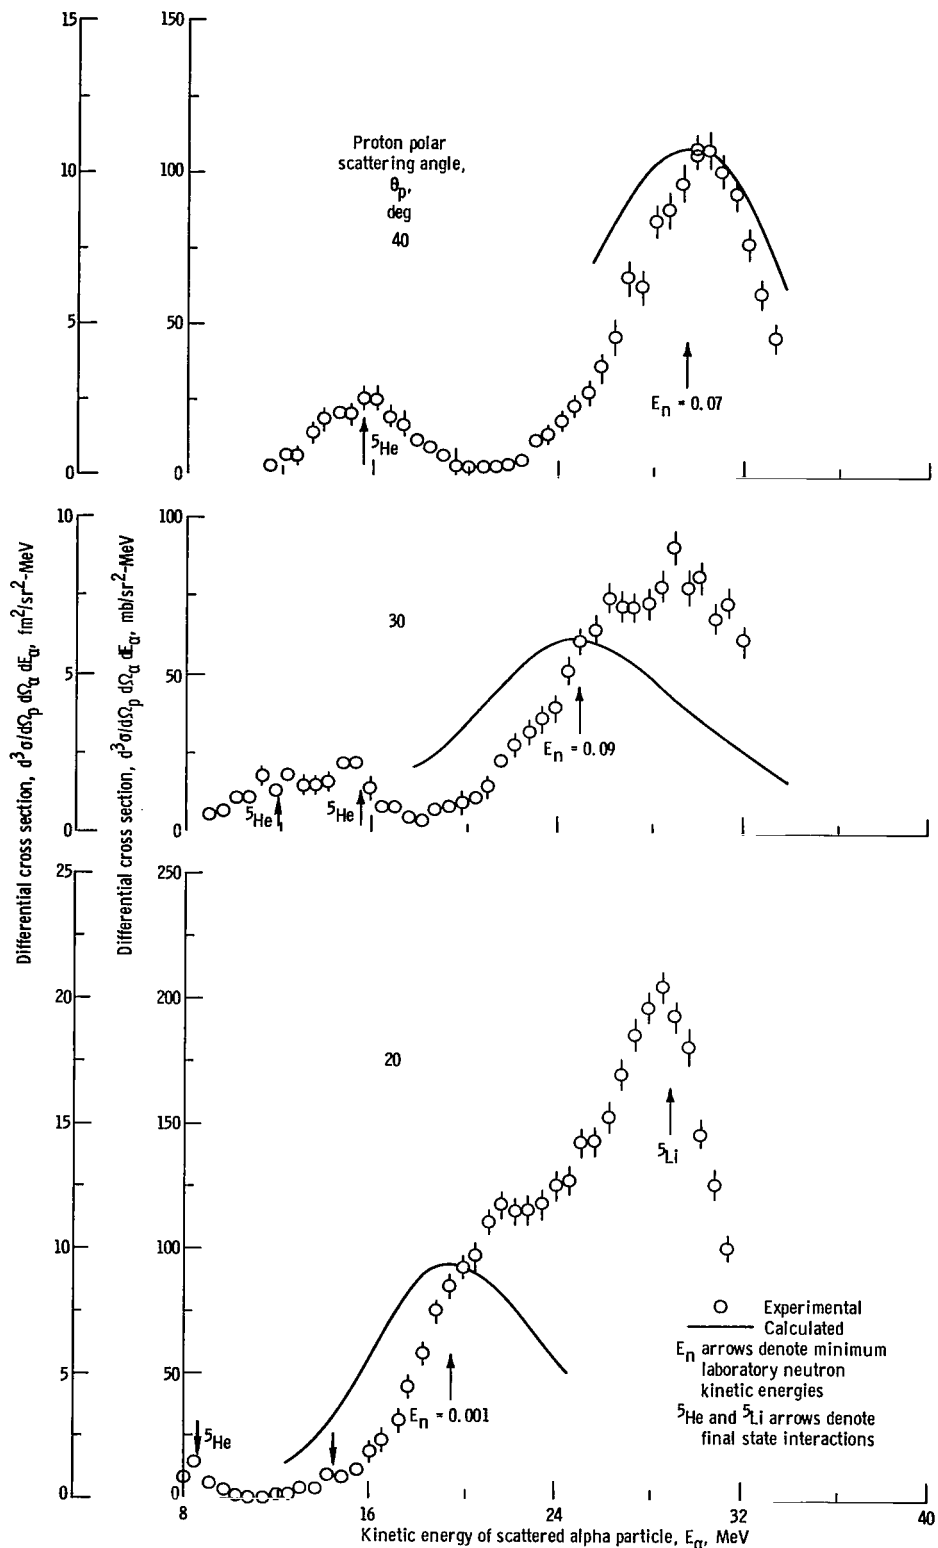 15
150
10
100
5
50
0
0
Proton polar
scattering angle,
θp,
deg
40
⁵He
En = 0.07
10
100
5
50
0
0
30
⁵He
⁵He
En = 0.09
Differential cross section, d³σ/dΩp dΩα dEα, fm²/sr²-MeV
Differential cross section, d³σ/dΩp dΩα dEα, mb/sr²-MeV
25
250
20
200
15
150
10
100
5
50
0
0
20
⁵Li
⁵He
En = 0.001
Experimental
Calculated
En arrows denote minimum
laboratory neutron
kinetic energies
⁵He and ⁵Li arrows denote
final state interactions
8
16
24
32
40
Kinetic energy of scattered alpha particle, Eα, MeV